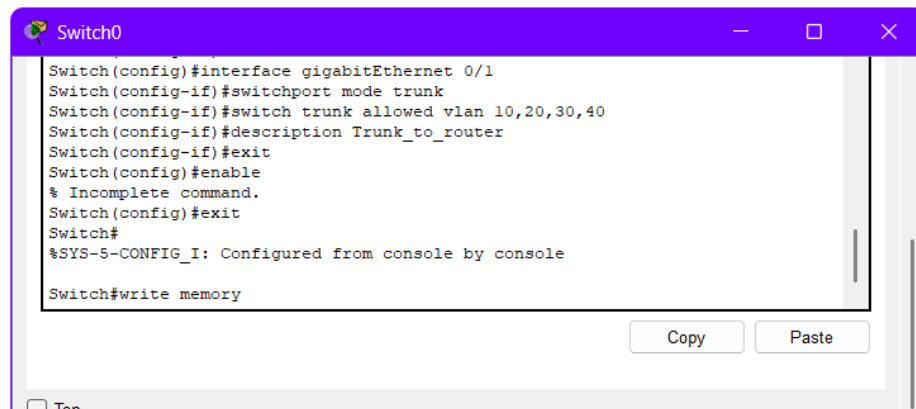 Switch0
Switch(config)#interface gigabitEthernet 0/1
Switch(config-if)#switchport mode trunk
Switch(config-if)#switch trunk allowed vlan 10,20,30,40
Switch(config-if)#description Trunk_to_router
Switch(config-if)#exit
Switch(config)#enable
% Incomplete command.
Switch(config)#exit
Switch#
%SYS-5-CONFIG_I: Configured from console by console
Switch#write memory
Copy Paste
Top